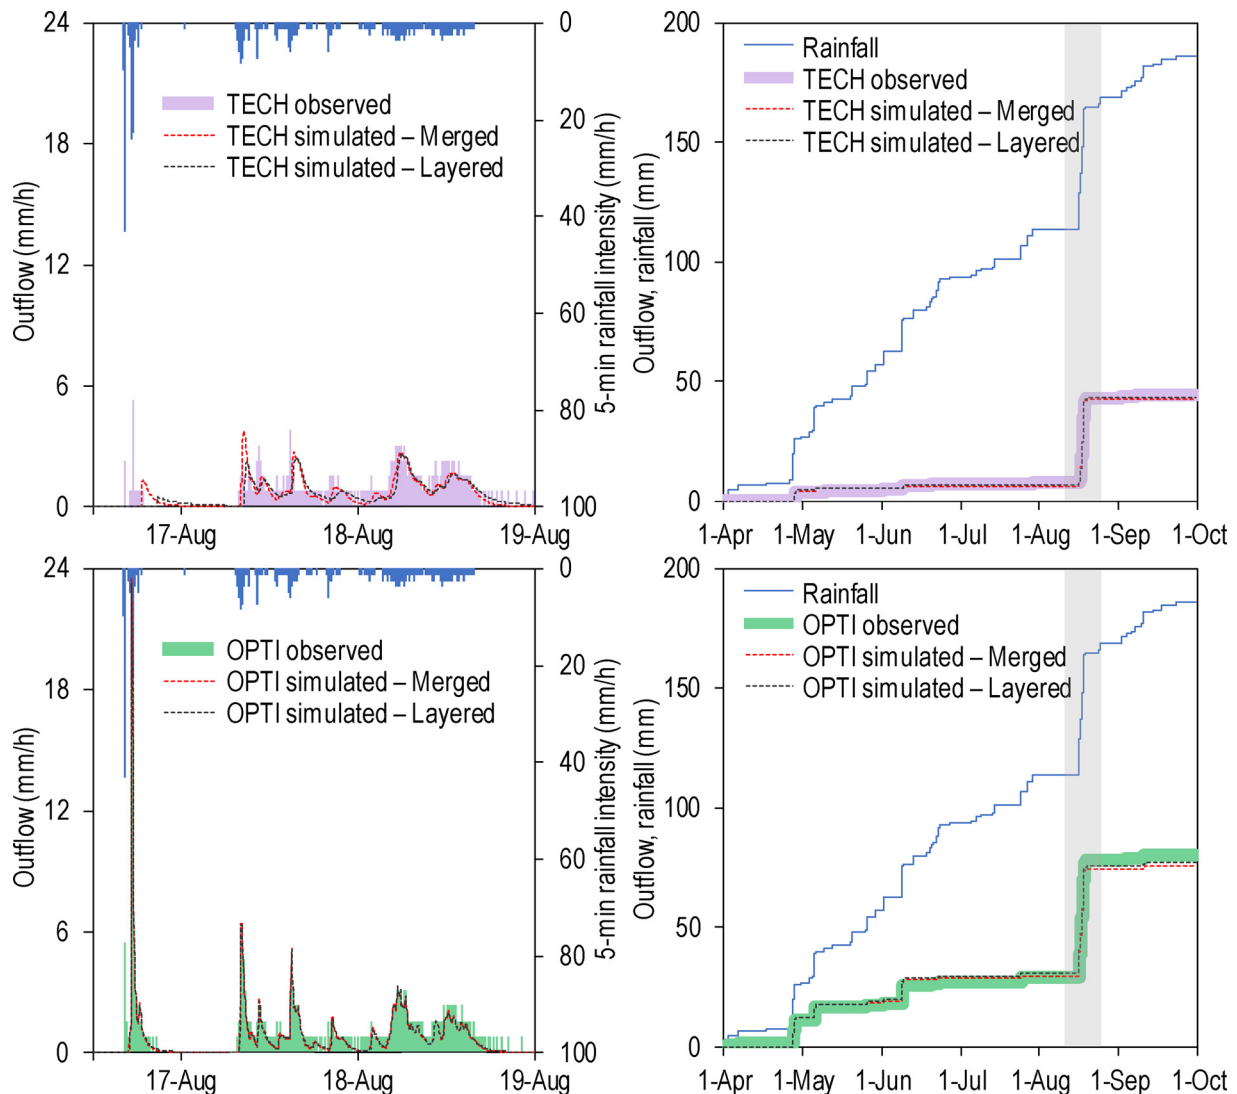 24
18
12
6
0
Outflow (mm/h)
TECH observed
TECH simulated – Merged
TECH simulated – Layered
0
20
40
60
80
100
5-min rainfall intensity (mm/h)
17-Aug 18-Aug 19-Aug
200
150
100
50
0
Outflow, rainfall (mm)
Rainfall
TECH observed
TECH simulated – Merged
TECH simulated – Layered
1-Apr 1-May 1-Jun 1-Jul 1-Aug 1-Sep 1-Oct
24
18
12
6
0
Outflow (mm/h)
OPTI observed
OPTI simulated – Merged
OPTI simulated – Layered
0
20
40
60
80
100
5-min rainfall intensity (mm/h)
17-Aug 18-Aug 19-Aug
200
150
100
50
0
Outflow, rainfall (mm)
Rainfall
OPTI observed
OPTI simulated – Merged
OPTI simulated – Layered
1-Apr 1-May 1-Jun 1-Jul 1-Aug 1-Sep 1-Oct